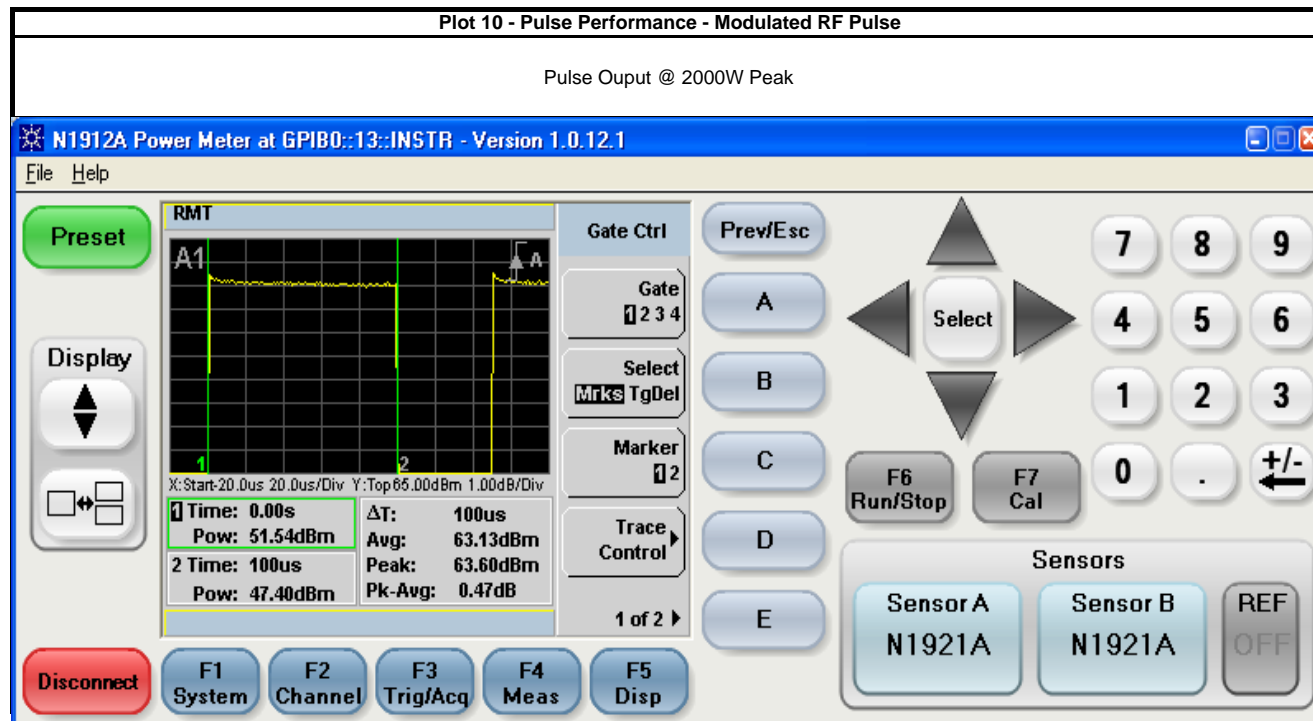 Plot 10 - Pulse Performance - Modulated RF Pulse
Pulse Ouput @ 2000W Peak
N1912A Power Meter at GPIB0::13::INSTR - Version 1.0.12.1
File Help
Preset
Display
Disconnect
RMT
A1
A
1
2
X:Start-20.0us 20.0us/Div Y:Top65.00dBm 1.00dB/Div
1 Time: 0.00s
Pow: 51.54dBm
2 Time: 100us
Pow: 47.40dBm
ΔT: 100us
Avg: 63.13dBm
Peak: 63.60dBm
Pk-Avg: 0.47dB
Gate Ctrl
Gate
1 2 3 4
Select
Mrks TgDel
Marker
1 2
Trace
Control
1 of 2
F1
System
F2
Channel
F3
Trig/Acq
F4
Meas
F5
Disp
Prev/Esc
A
B
C
D
E
Select
F6
Run/Stop
F7
Cal
7 8 9
4 5 6
1 2 3
0 . +/-
Sensors
Sensor A
N1921A
Sensor B
N1921A
REF
OFF